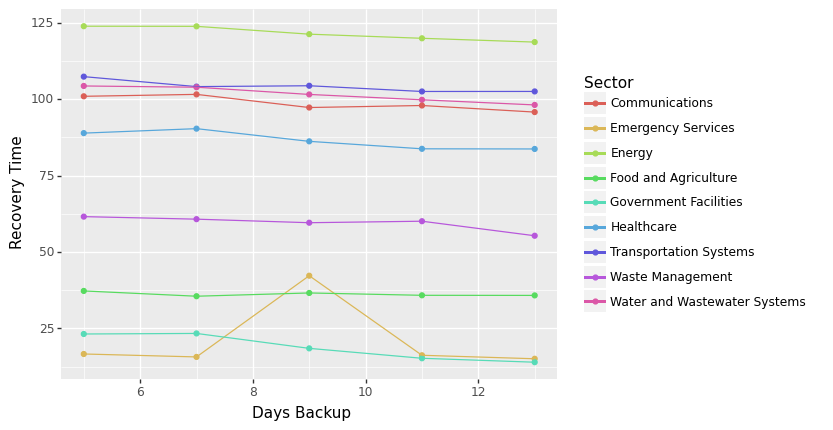 125
100
75
50
25
Recovery Time
6 8 10 12
Days Backup
Sector
Communications
Emergency Services
Energy
Food and Agriculture
Government Facilities
Healthcare
Transportation Systems
Waste Management
Water and Wastewater Systems